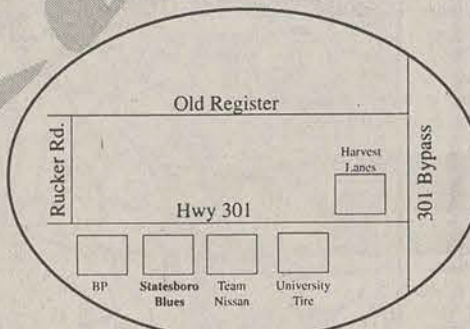 Old Register
Rucker Rd.
301 Bypass
Harvest
Lanes
Hwy 301
BP
Statesboro
Blues
Team
Nissan
University
Tire